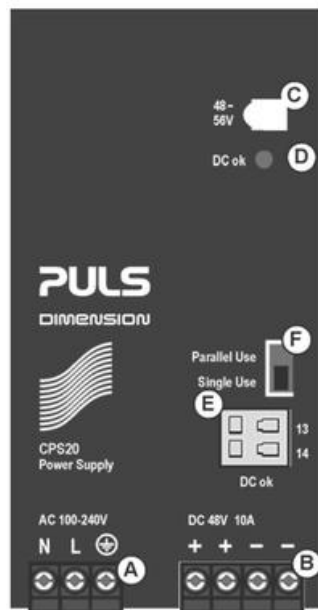 C
48-
56V
DC ok
D
PULS
DIMENSION
F
Parallel Use
Single Use
E
13
14
CPS20
Power Supply
DC ok
AC 100-240V
DC 48V 10A
N L
+ + − −
A
B